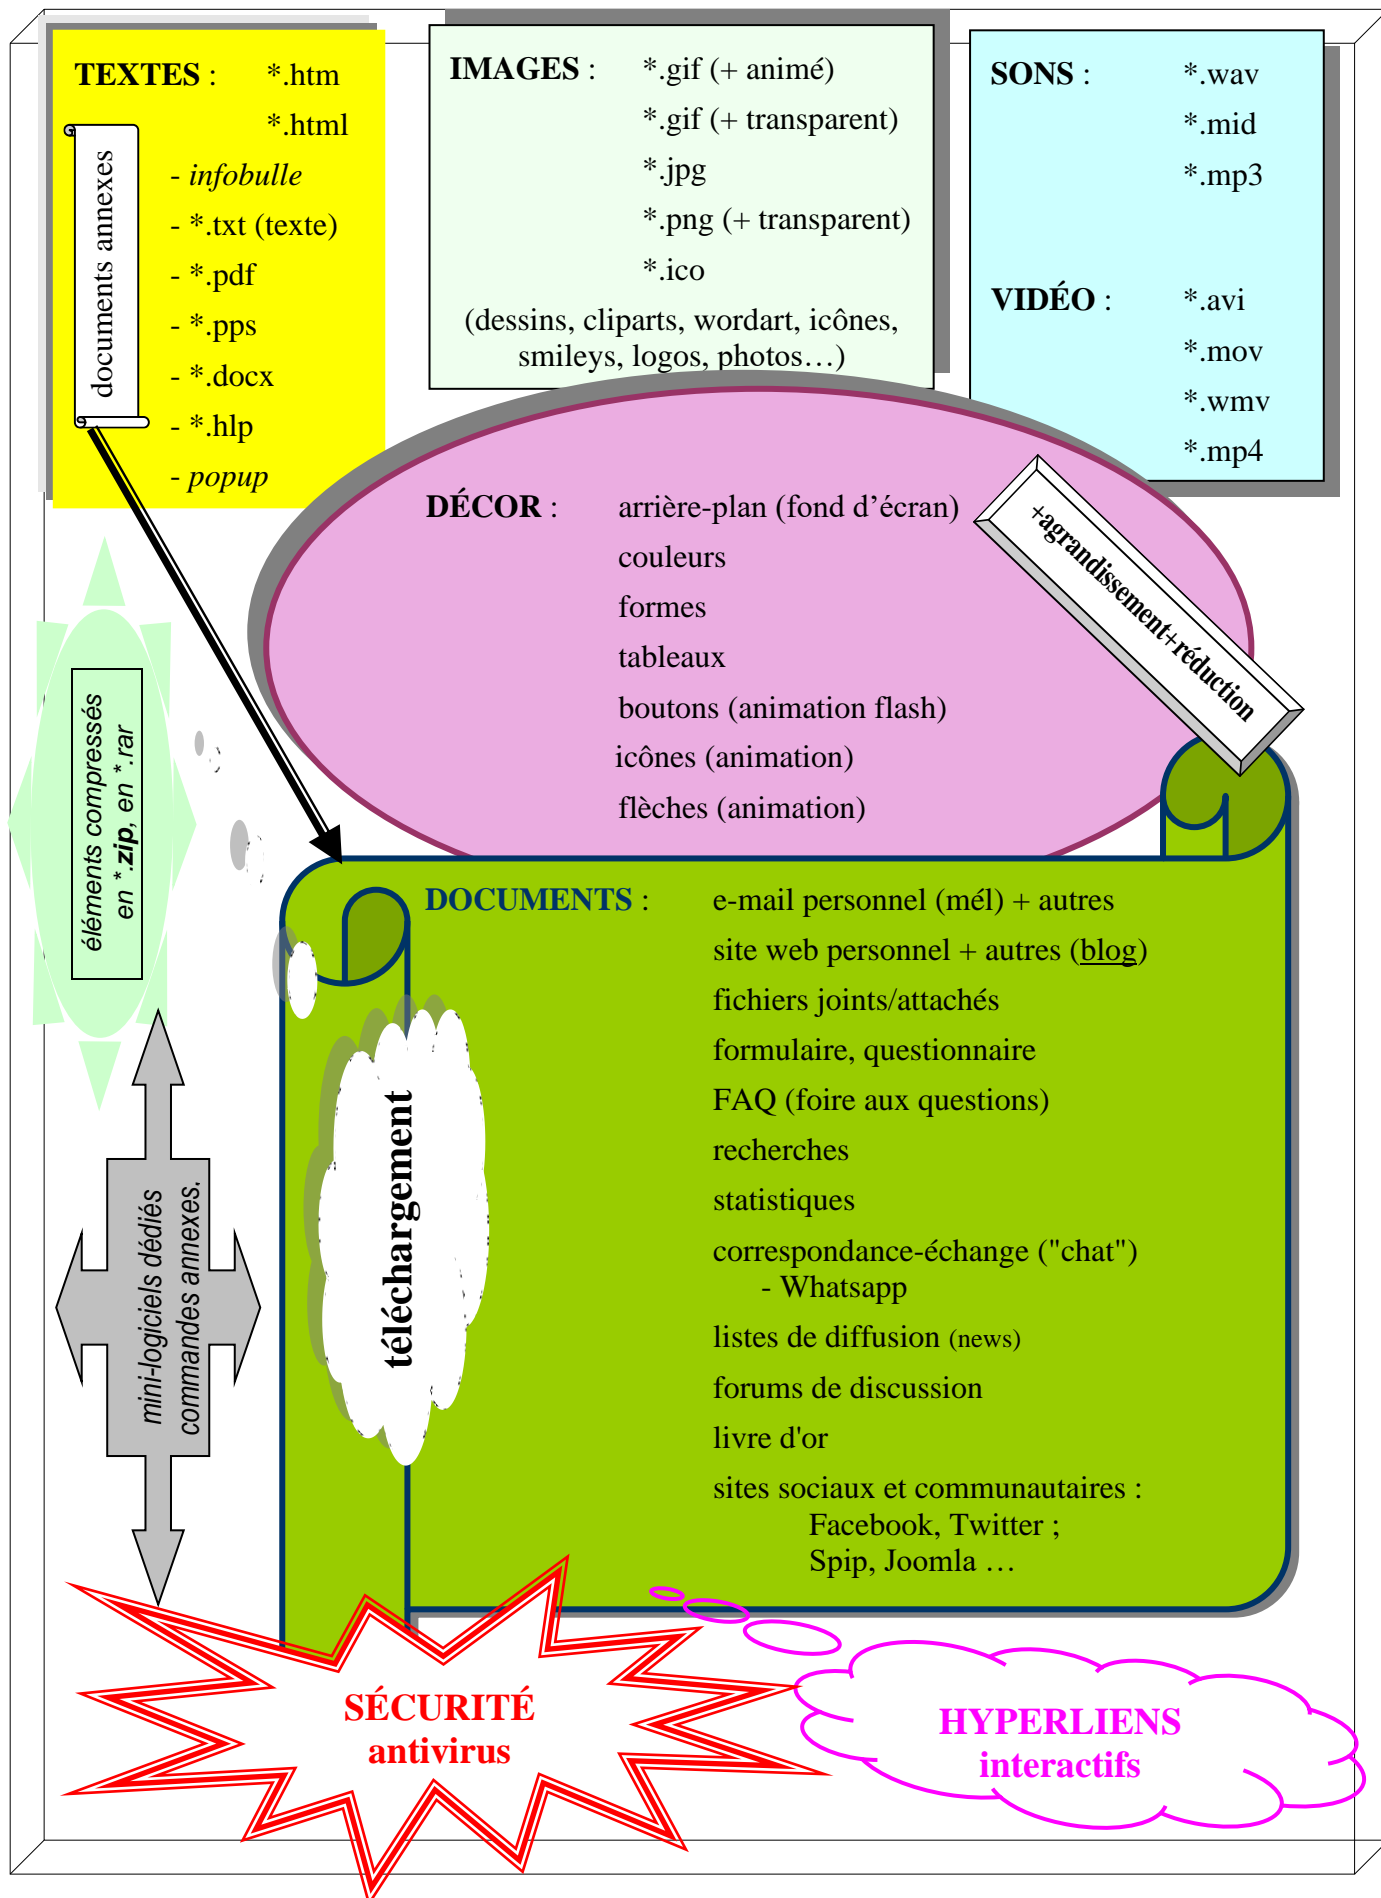 TEXTES : *.htm
*.html
documents annexes
- infobulle
- *.txt (texte)
- *.pdf
- *.pps
- *.docx
- *.hlp
- popup
IMAGES : *.gif (+ animé)
*.gif (+ transparent)
*.jpg
*.png (+ transparent)
*.ico
(dessins, cliparts, wordart, icônes,
smileys, logos, photos…)
SONS : *.wav
*.mid
*.mp3
VIDÉO : *.avi
*.mov
*.wmv
*.mp4
DÉCOR : arrière-plan (fond d’écran)
couleurs
formes
tableaux
boutons (animation flash)
icônes (animation)
flèches (animation)
+agrandissement+réduction
éléments compressés
en *.zip, en *.rar
DOCUMENTS : e-mail personnel (mél) + autres
site web personnel + autres (blog)
fichiers joints/attachés
formulaire, questionnaire
FAQ (foire aux questions)
recherches
statistiques
correspondance-échange ("chat")
- Whatsapp
listes de diffusion (news)
forums de discussion
livre d'or
sites sociaux et communautaires :
Facebook, Twitter ;
Spip, Joomla …
téléchargement
mini-logiciels dédiés
commandes annexes.
SÉCURITÉ
antivirus
HYPERLIENS
interactifs